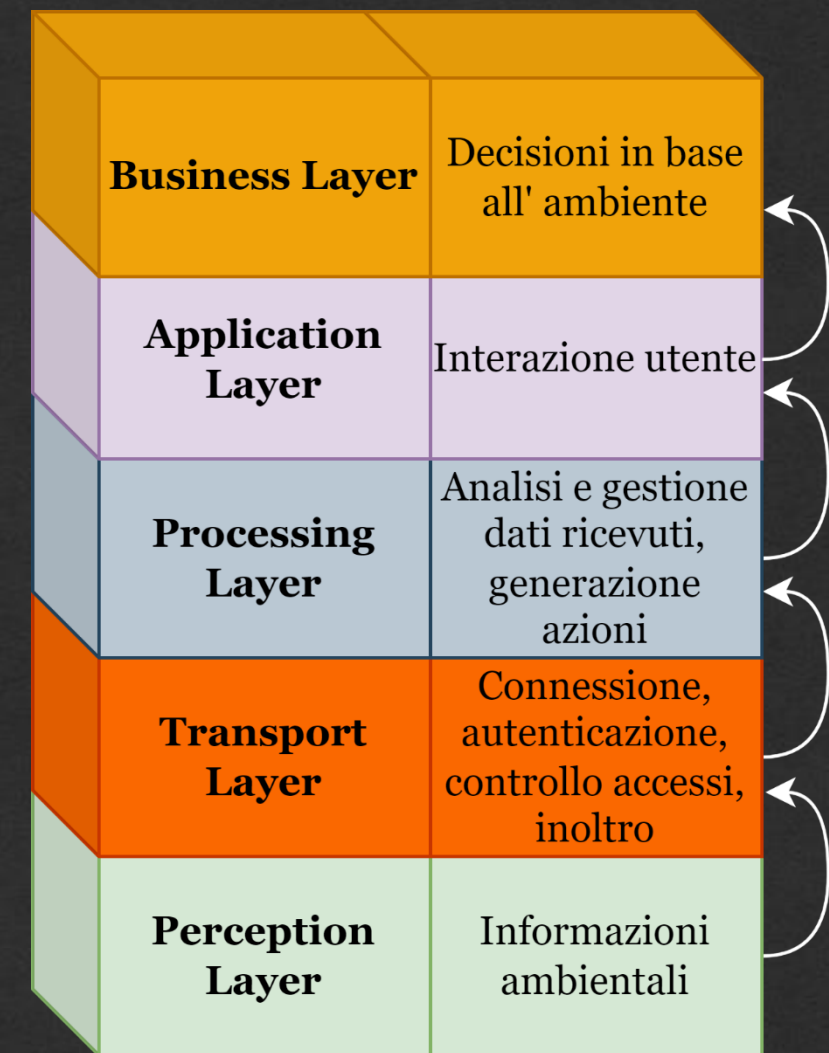 Business Layer
Decisioni in base
all' ambiente
Application
Layer
Interazione utente
Processing
Layer
Analisi e gestione
dati ricevuti,
generazione
azioni
Transport
Layer
Connessione,
autenticazione,
controllo accessi,
inoltro
Perception
Layer
Informazioni
ambientali